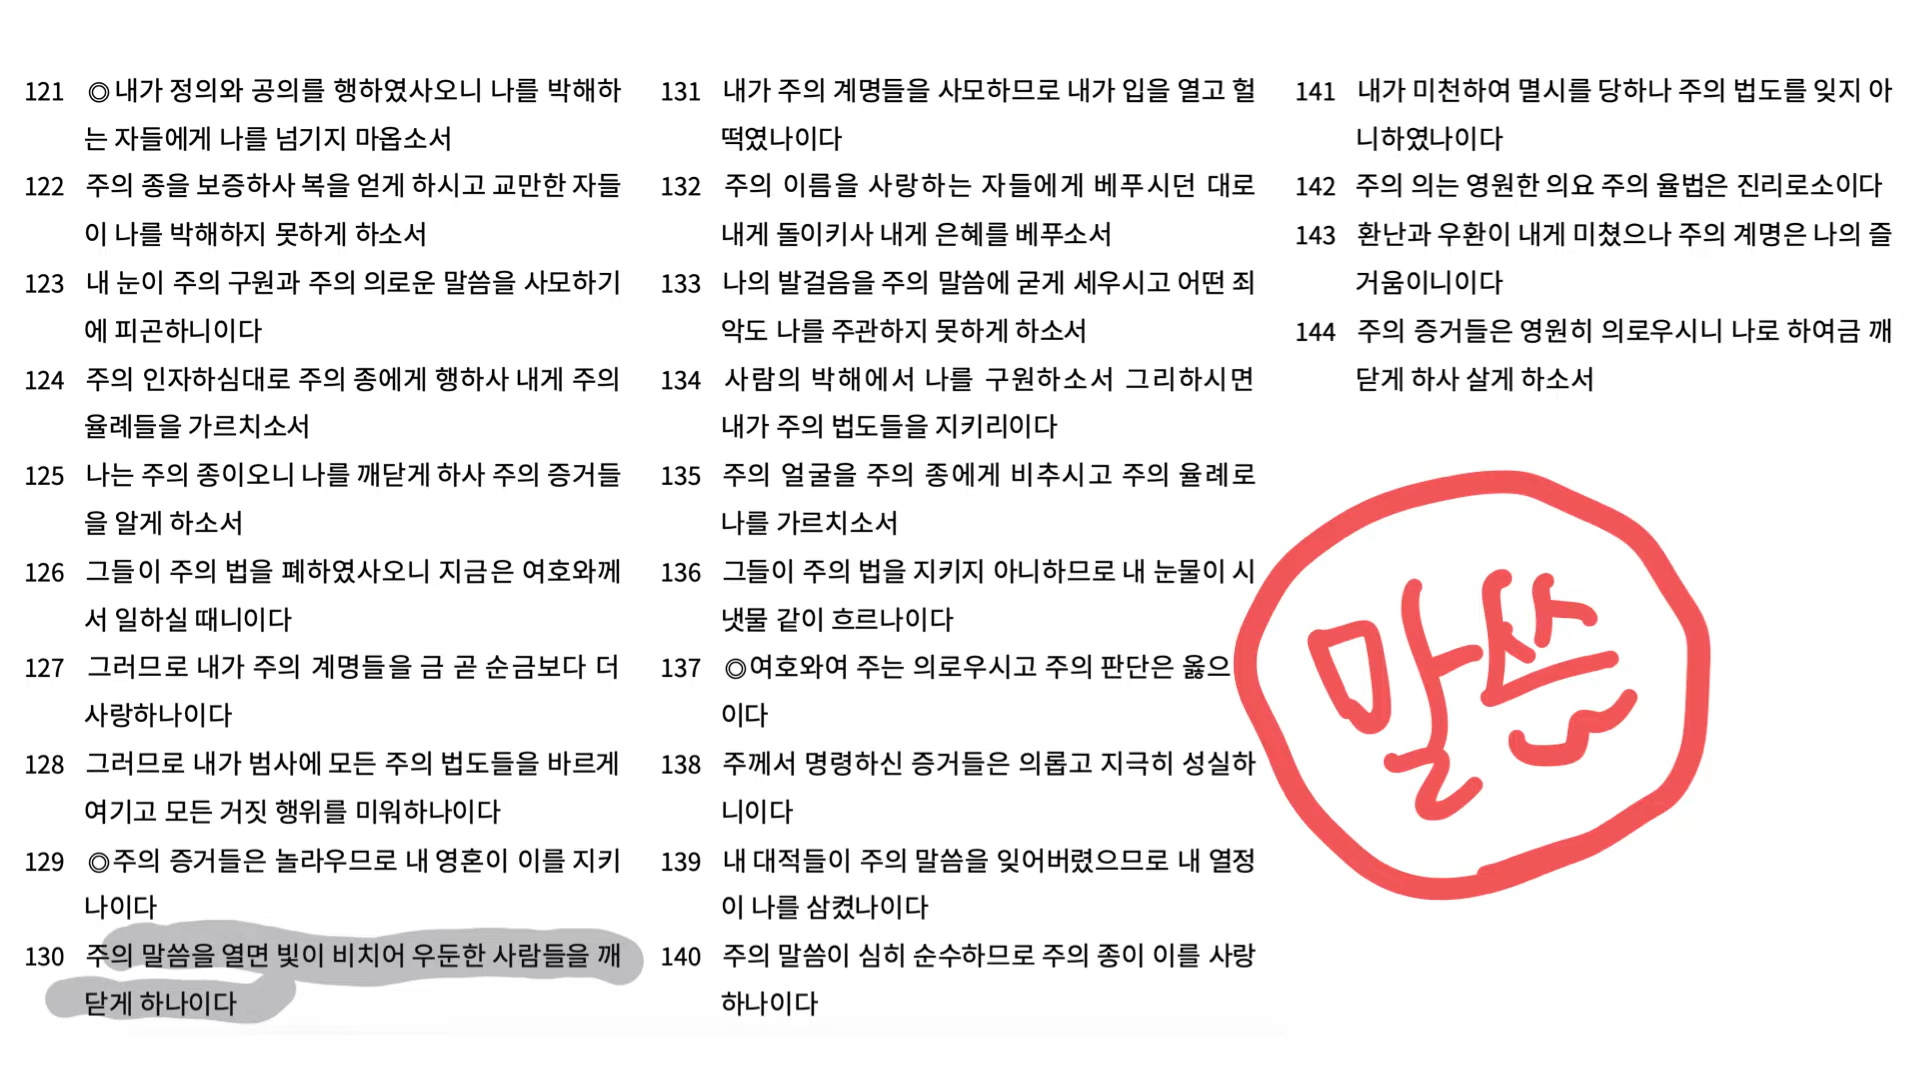 121 ◎내가 정의와 공의를 행하였사오니 나를 박해하
는 자들에게 나를 넘기지 마옵소서
122 주의 종을 보증하사 복을 얻게 하시고 교만한 자들
이 나를 박해하지 못하게 하소서
123 내 눈이 주의 구원과 주의 의로운 말씀을 사모하기
에 피곤하니이다
124 주의 인자하심대로 주의 종에게 행하사 내게 주의
율례들을 가르치소서
125 나는 주의 종이오니 나를 깨닫게 하사 주의 증거들
을 알게 하소서
126 그들이 주의 법을 폐하였사오니 지금은 여호와께
서 일하실 때니이다
127 그러므로 내가 주의 계명들을 금 곧 순금보다 더
사랑하나이다
128 그러므로 내가 범사에 모든 주의 법도들을 바르게
여기고 모든 거짓 행위를 미워하나이다
129 ◎주의 증거들은 놀라우므로 내 영혼이 이를 지키
나이다
130 주의 말씀을 열면 빛이 비치어 우둔한 사람들을 깨
닫게 하나이다
131 내가 주의 계명들을 사모하므로 내가 입을 열고 헐
떡였나이다
132 주의 이름을 사랑하는 자들에게 베푸시던 대로
내게 돌이키사 내게 은혜를 베푸소서
133 나의 발걸음을 주의 말씀에 굳게 세우시고 어떤 죄
악도 나를 주관하지 못하게 하소서
134 사람의 박해에서 나를 구원하소서 그리하시면
내가 주의 법도들을 지키리이다
135 주의 얼굴을 주의 종에게 비추시고 주의 율례로
나를 가르치소서
136 그들이 주의 법을 지키지 아니하므로 내 눈물이 시
냇물 같이 흐르나이다
137 ◎여호와여 주는 의로우시고 주의 판단은 옳으
이다
138 주께서 명령하신 증거들은 의롭고 지극히 성실하
니이다
139 내 대적들이 주의 말씀을 잊어버렸으므로 내 열정
이 나를 삼켰나이다
140 주의 말씀이 심히 순수하므로 주의 종이 이를 사랑
하나이다
141 내가 미천하여 멸시를 당하나 주의 법도를 잊지 아
니하였나이다
142 주의 의는 영원한 의요 주의 율법은 진리로소이다
143 환난과 우환이 내게 미쳤으나 주의 계명은 나의 즐
거움이니이다
144 주의 증거들은 영원히 의로우시니 나로 하여금 깨
닫게 하사 살게 하소서
말씀